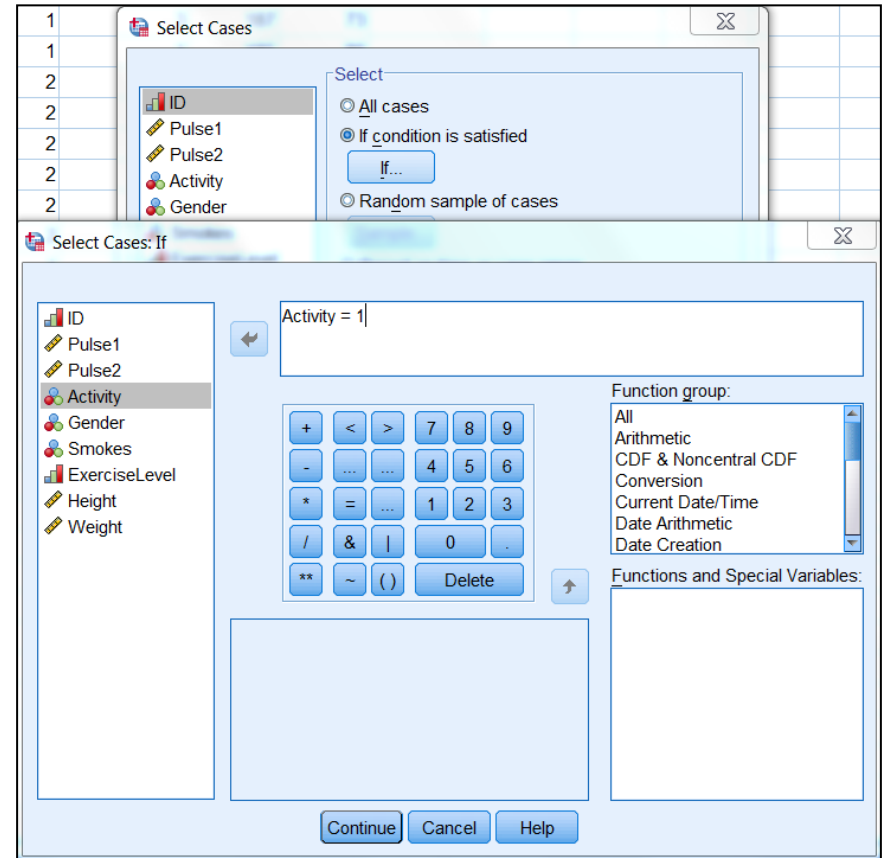 1
1
2
2
2
2
2
Select Cases
Select
ID
Pulse1
Pulse2
Activity
Gender
All cases
If condition is satisfied
If...
Random sample of cases
Select Cases: If
ID
Pulse1
Pulse2
Activity
Gender
Smokes
ExerciseLevel
Height
Weight
Activity = 1
+ < > 7 8 9
- ... ... 4 5 6
* = ... 1 2 3
/ & | 0 .
** ~ ( ) Delete
Function group:
All
Arithmetic
CDF & Noncentral CDF
Conversion
Current Date/Time
Date Arithmetic
Date Creation
Functions and Special Variables:
Continue Cancel Help